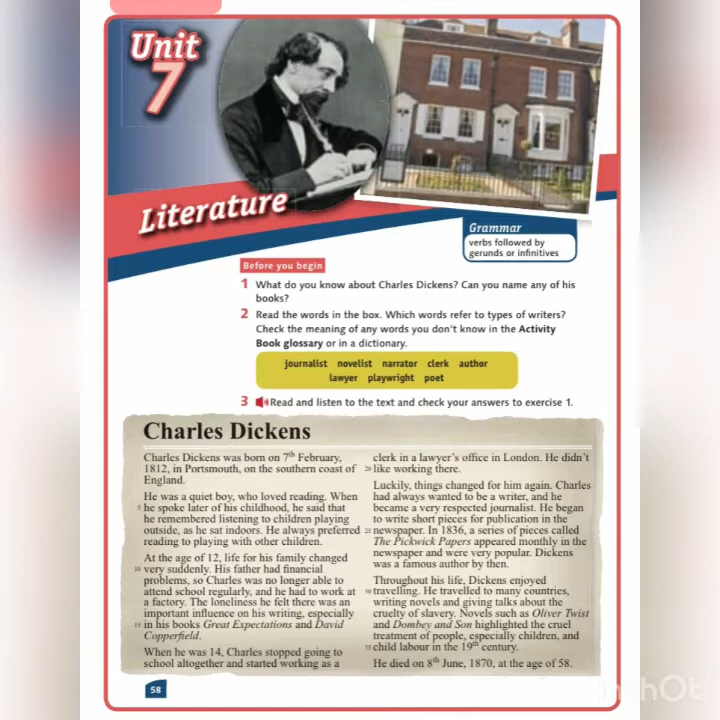 Unit
7
Literature
Grammar
verbs followed by
gerunds or infinitives
Before you begin
1 What do you know about Charles Dickens? Can you name any of his
books?
2 Read the words in the box. Which words refer to types of writers?
Check the meaning of any words you don't know in the Activity
Book glossary or in a dictionary.
journalist novelist narrator clerk author
lawyer playwright poet
3 Read and listen to the text and check your answers to exercise 1.
Charles Dickens
Charles Dickens was born on 7th February,
1812, in Portsmouth, on the southern coast of
England.
He was a quiet boy, who loved reading. When
5 he spoke later of his childhood, he said that
he remembered listening to children playing
outside, as he sat indoors. He always preferred
reading to playing with other children.
At the age of 12, life for his family changed
10 very suddenly. His father had financial
problems, so Charles was no longer able to
attend school regularly, and he had to work at
a factory. The loneliness he felt there was an
important influence on his writing, especially
15 in his books Great Expectations and David
Copperfield.
When he was 14, Charles stopped going to
school altogether and started working as a
clerk in a lawyer's office in London. He didn't
20 like working there.
Luckily, things changed for him again. Charles
had always wanted to be a writer, and he
became a very respected journalist. He began
to write short pieces for publication in the
25 newspaper. In 1836, a series of pieces called
The Pickwick Papers appeared monthly in the
newspaper and were very popular. Dickens
was a famous author by then.
Throughout his life, Dickens enjoyed
30 travelling. He travelled to many countries,
writing novels and giving talks about the
cruelty of slavery. Novels such as Oliver Twist
and Dombey and Son highlighted the cruel
treatment of people, especially children, and
35 child labour in the 19th century.
He died on 8th June, 1870, at the age of 58.
58